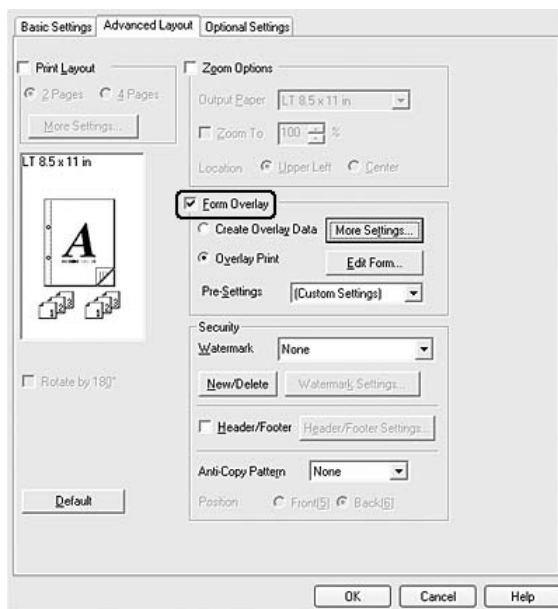 Basic Settings Advanced Layout Optional Settings
Print Layout
2 Pages 4 Pages
More Settings...
LT 8.5 x 11 in
A
Rotate by 180°
Default
Zoom Options
Output Paper LT 8.5 x 11 in
Zoom To 100 %
Location Upper Left Center
Form Overlay
Create Overlay Data More Settings...
Overlay Print Edit Form...
Pre-Settings (Custom Settings)
Security
Watermark None
New/Delete Watermark Settings...
Header/Footer Header/Footer Settings...
Anti-Copy Pattern None
Position Front[5] Back[6]
OK Cancel Help